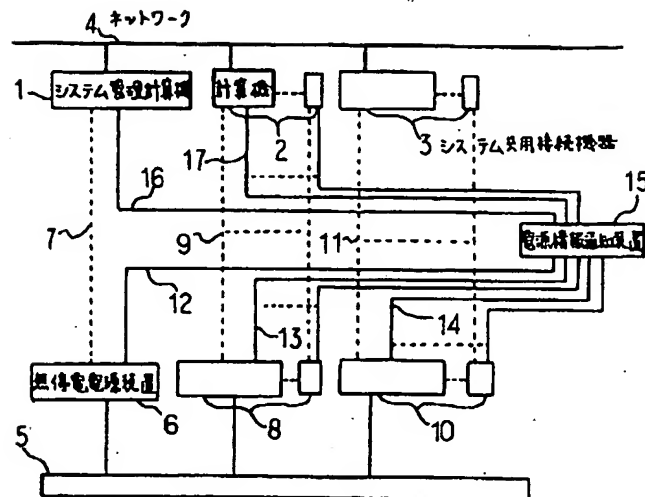 4 ネットワーク
1 システム管理計算機
計算機
2
3 システム共用接続機器
17
16
15
電源情報通知装置
7
9
11
12
13
14
無停電電源装置
6
8
10
5